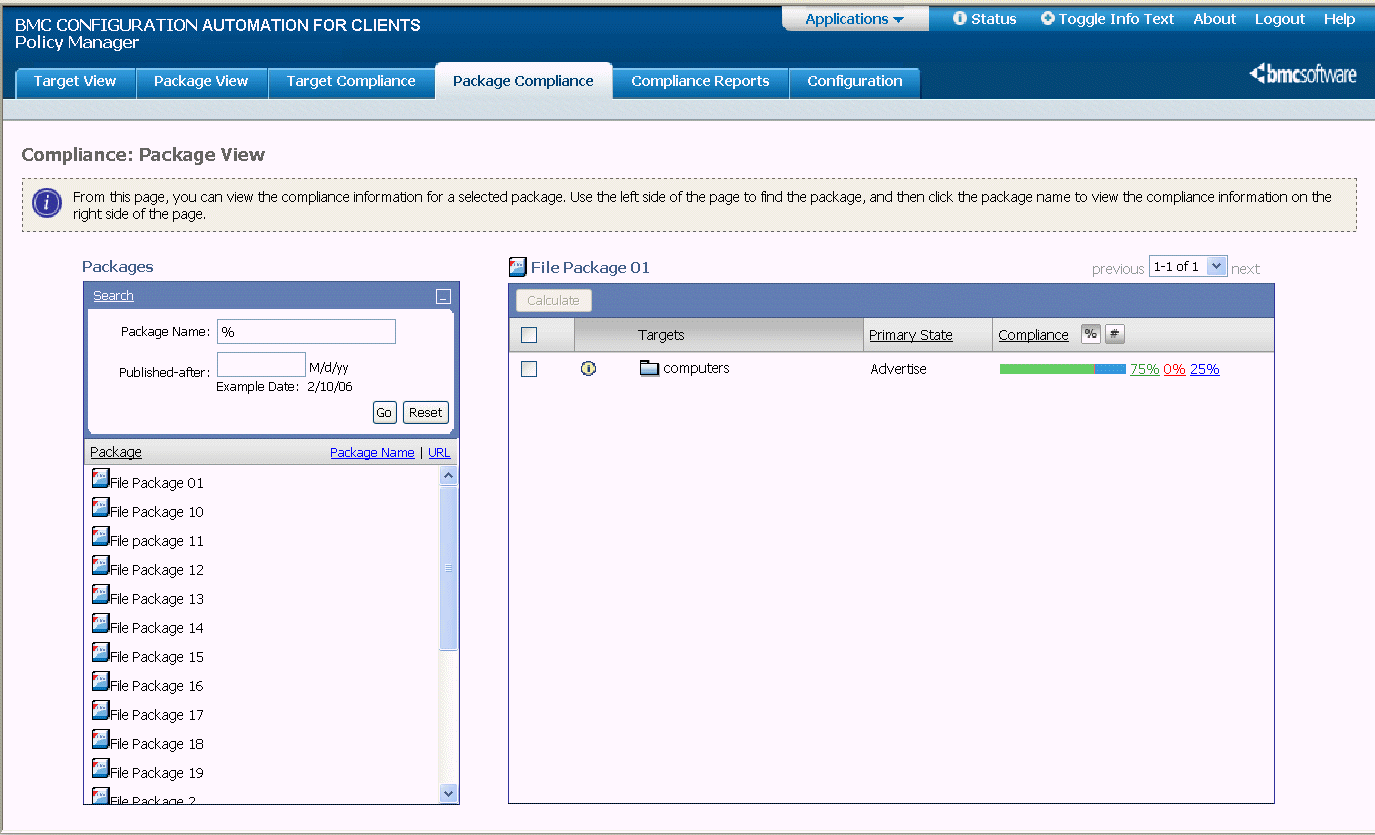 BMC CONFIGURATION AUTOMATION FOR CLIENTS
Policy Manager
Applications
Status
Toggle Info Text
About
Logout
Help
Target View
Package View
Target Compliance
Package Compliance
Compliance Reports
Configuration
bmcsoftware
Compliance: Package View
From this page, you can view the compliance information for a selected package. Use the left side of the page to find the package, and then click the package name to view the compliance information on the
right side of the page.
Packages
Search
Package Name: %
Published-after: M/d/yy
Example Date: 2/10/06
Go Reset
Package Package Name | URL
File Package 01
File Package 10
File package 11
File Package 12
File Package 13
File Package 14
File Package 15
File Package 16
File Package 17
File Package 18
File Package 19
File Package 2
File Package 01
previous 1-1 of 1 next
Calculate
Targets Primary State Compliance % #
computers Advertise 75% 0% 25%